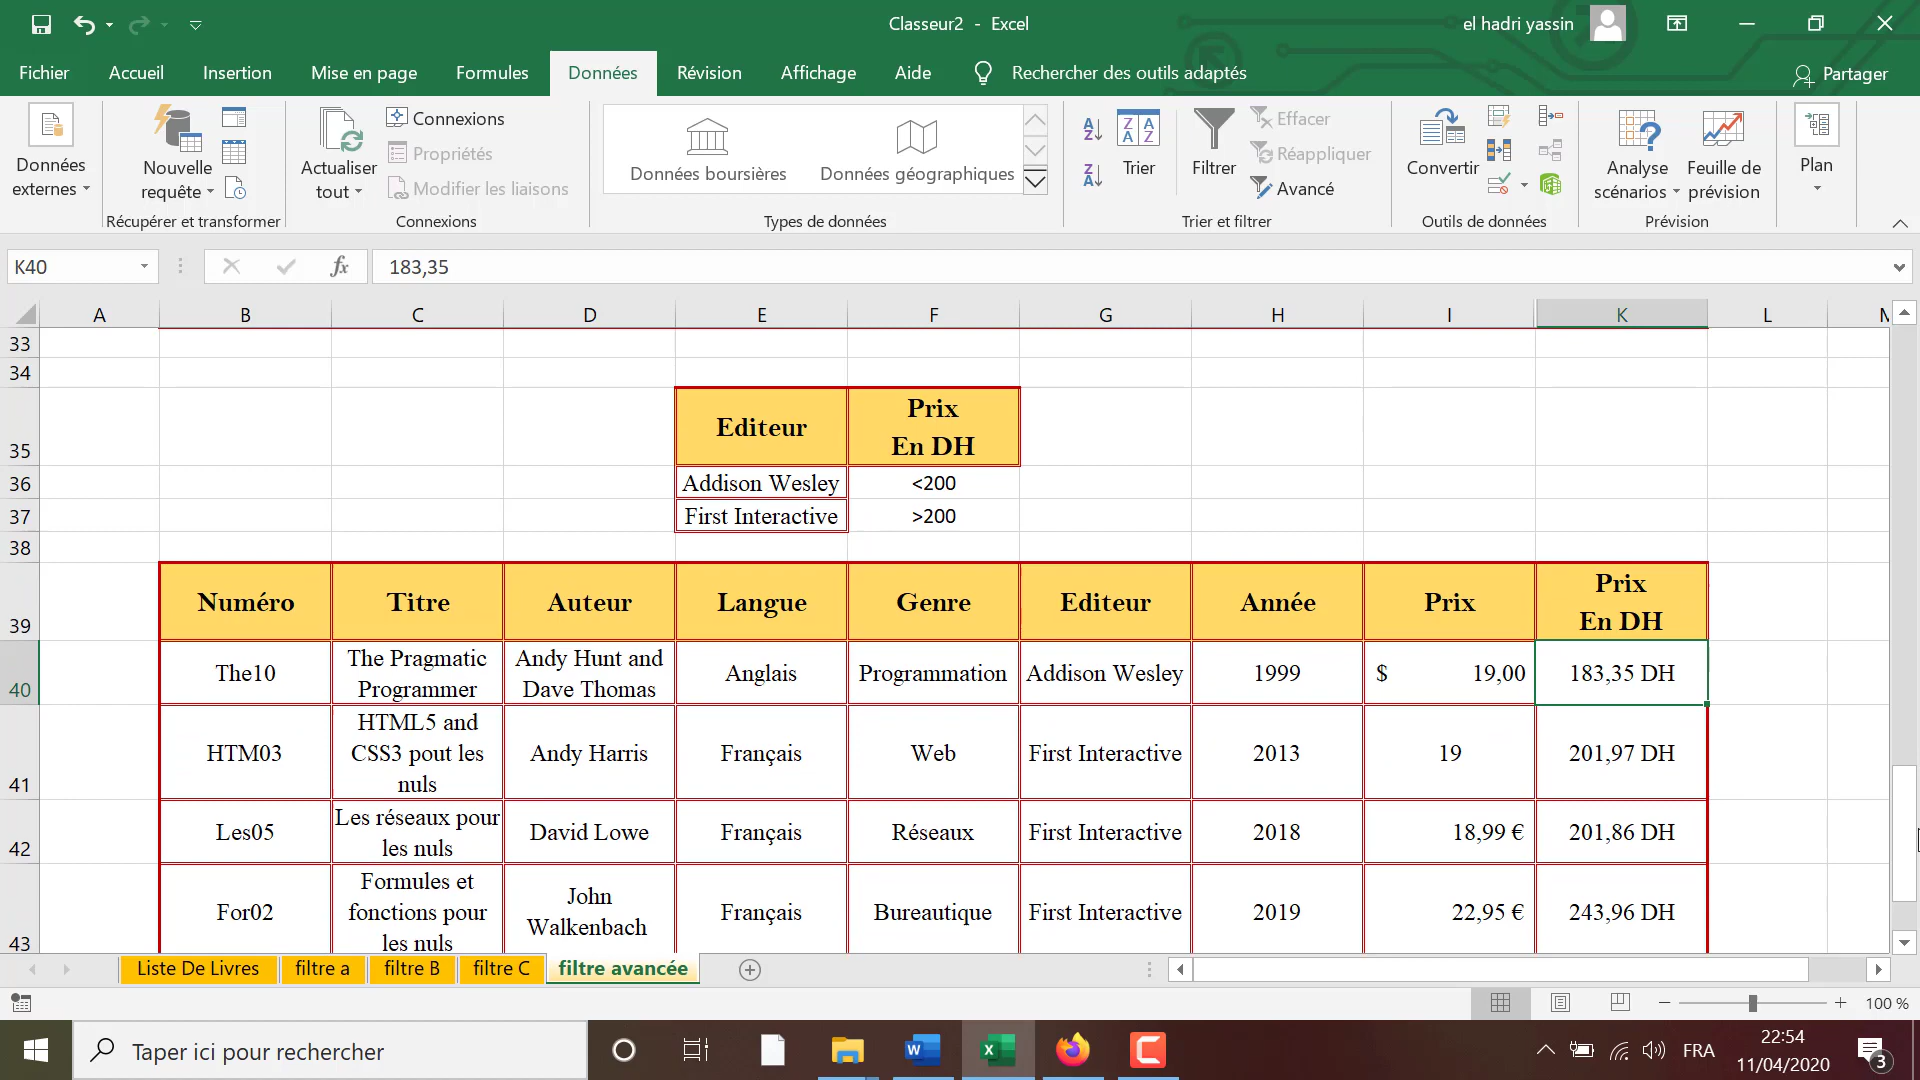 Classeur2 - Excel
el hadri yassin
Fichier
Accueil
Insertion
Mise en page
Formules
Données
Révision
Affichage
Aide
Rechercher des outils adaptés
Partager
Données
externes
Nouvelle
requête
Récupérer et transformer
Actualiser
tout
Connexions
Propriétés
Modifier les liaisons
Connexions
Données boursières
Données géographiques
Types de données
Trier
Filtrer
Effacer
Réappliquer
Avancé
Trier et filtrer
Convertir
Outils de données
Analyse
scénarios
Feuille de
prévision
Prévision
Plan
K40
fx
183,35
A B C D E F G H I K L
33
34
35
Editeur
Prix
En DH
36 Addison Wesley <200
37 First Interactive >200
38
39
Numéro
Titre
Auteur
Langue
Genre
Editeur
Année
Prix
Prix
En DH
40
The10
The Pragmatic
Programmer
Andy Hunt and
Dave Thomas
Anglais
Programmation
Addison Wesley
1999
$ 19,00
183,35 DH
41
HTM03
HTML5 and
CSS3 pout les
nuls
Andy Harris
Français
Web
First Interactive
2013
19
201,97 DH
42
Les05
Les réseaux pour
les nuls
David Lowe
Français
Réseaux
First Interactive
2018
18,99 €
201,86 DH
43
For02
Formules et
fonctions pour
les nuls
John
Walkenbach
Français
Bureautique
First Interactive
2019
22,95 €
243,96 DH
Liste De Livres
filtre a
filtre B
filtre C
filtre avancée
100 %
Taper ici pour rechercher
FRA
22:54
11/04/2020
3